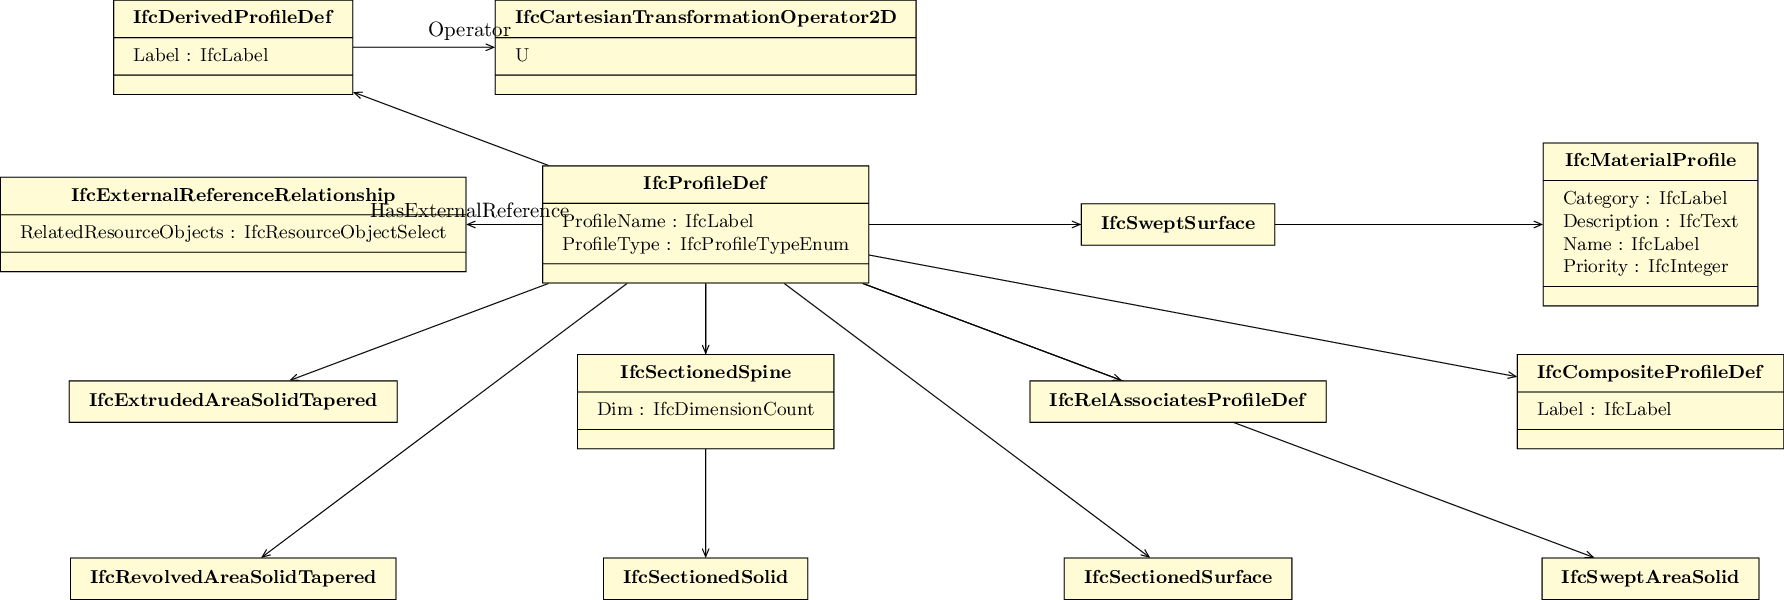 IfcDerivedProfileDef
Label : IfcLabel
Operator
IfcCartesianTransformationOperator2D
U
IfcExternalReferenceRelationship
RelatedResourceObjects : IfcResourceObjectSelect
HasExternalReference
IfcProfileDef
ProfileName : IfcLabel
ProfileType : IfcProfileTypeEnum
IfcSweptSurface
IfcMaterialProfile
Category : IfcLabel
Description : IfcText
Name : IfcLabel
Priority : IfcInteger
IfcExtrudedAreaSolidTapered
IfcSectionedSpine
Dim : IfcDimensionCount
IfcRelAssociatesProfileDef
IfcCompositeProfileDef
Label : IfcLabel
IfcRevolvedAreaSolidTapered
IfcSectionedSolid
IfcSectionedSurface
IfcSweptAreaSolid